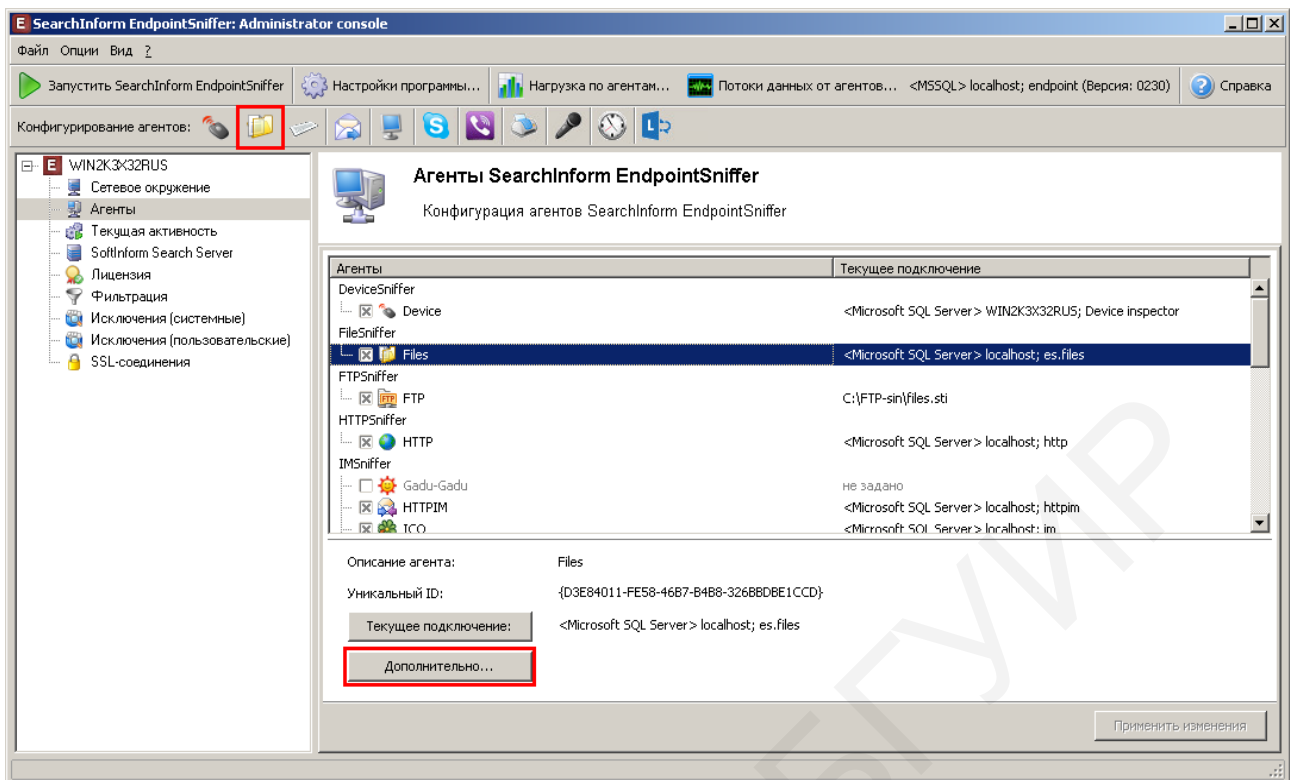 E SearchInform EndpointSniffer: Administrator console
Файл Опции Вид ?
Запустить SearchInform EndpointSniffer Настройки программы... Нагрузка по агентам... Потоки данных от агентов... <MSSQL> localhost; endpoint (Версия: 0230) ? Справка
Конфигурирование агентов:
E WIN2K3X32RUS
Сетевое окружение
Агенты
Текущая активность
SoftInform Search Server
Лицензия
Фильтрация
Исключения (системные)
Исключения (пользовательские)
SSL-соединения
Агенты SearchInform EndpointSniffer
Конфигурация агентов SearchInform EndpointSniffer
Агенты Текущее подключение
DeviceSniffer
Device <Microsoft SQL Server> WIN2K3X32RUS; Device inspector
FileSniffer
Files <Microsoft SQL Server> localhost; es.files
FTPSniffer
FTP C:\FTP-sin\files.sti
HTTPSniffer
HTTP <Microsoft SQL Server> localhost; http
IMSniffer
Gadu-Gadu не задано
HTTPIM <Microsoft SQL Server> localhost; httpim
ICQ <Microsoft SQL Server> localhost; im
Описание агента: Files
Уникальный ID: {D3E84011-FE58-46B7-B4B8-326BBDBE1CCD}
Текущее подключение: <Microsoft SQL Server> localhost; es.files
Дополнительно...
Применить изменения
БГУИР